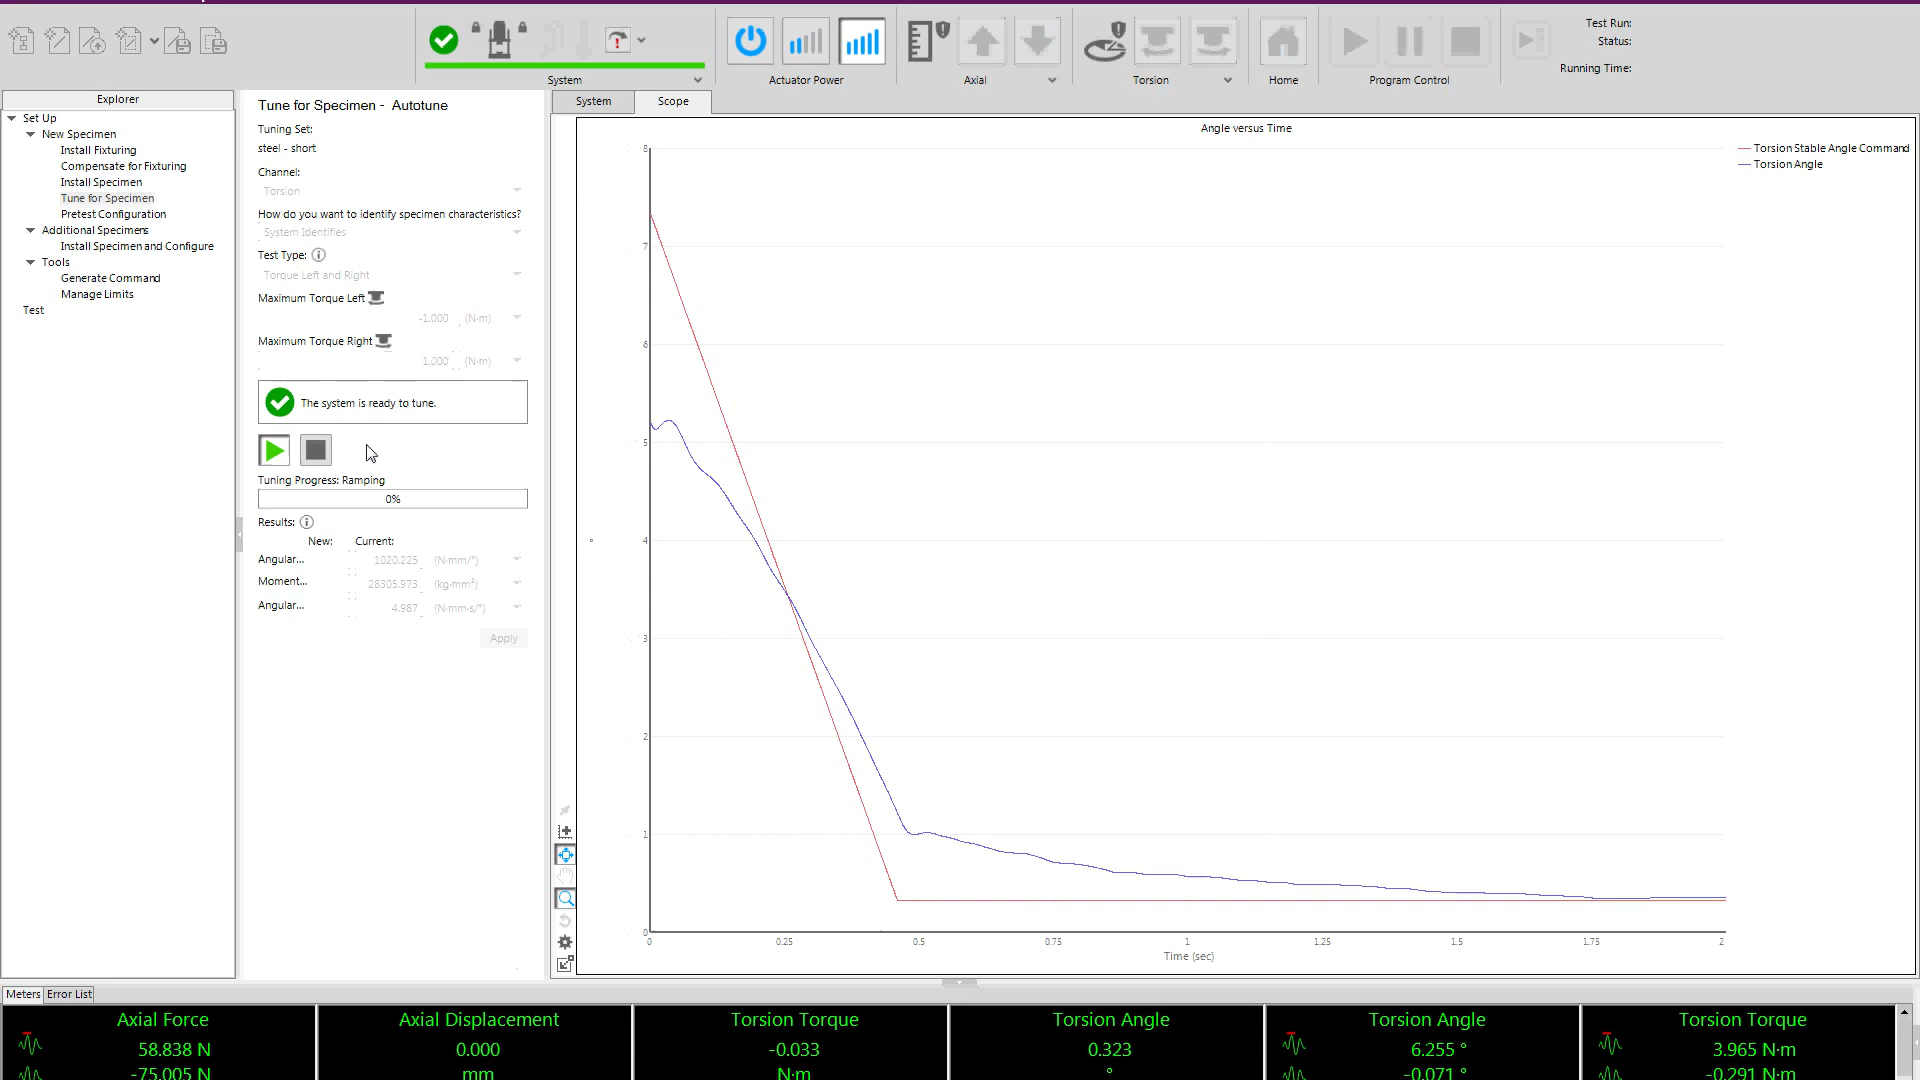 Test Run:
Status:
Running Time:
System
Actuator Power
Axial
Torsion
Home
Program Control
Explorer
Set Up
New Specimen
Install Fixturing
Compensate for Fixturing
Install Specimen
Tune for Specimen
Pretest Configuration
Additional Specimens
Install Specimen and Configure
Tools
Generate Command
Manage Limits
Test
Tune for Specimen - Autotune
Tuning Set:
steel - short
Channel:
Torsion
How do you want to identify specimen characteristics?
System Identifies
Test Type:
Torque Left and Right
Maximum Torque Left
-1.000 (N·m)
Maximum Torque Right
1.000 (N·m)
The system is ready to tune.
Tuning Progress: Ramping
0%
Results:
New: Current:
Angular... 1020.225 (N·mm/°)
Moment... 28305.973 (kg·mm²)
Angular... 4.987 (N·mm·s/°)
Apply
System Scope
Angle versus Time
Torsion Stable Angle Command
Torsion Angle
8
7
6
5
4
3
2
1
0
°
0 0.25 0.5 0.75 1 1.25 1.5 1.75 2
Time (sec)
Meters Error List
Axial Force
58.838 N
-75.005 N
Axial Displacement
0.000
mm
Torsion Torque
-0.033
N·m
Torsion Angle
0.323
°
Torsion Angle
6.255 °
-0.071 °
Torsion Torque
3.965 N·m
-0.291 N·m